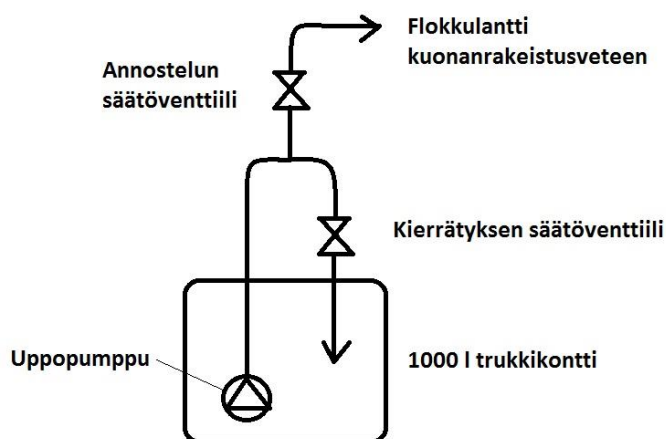 Flokkulantti
kuonanrakeistusveteen
Annostelun
säätöventtiili
Kierrätyksen säätöventtiili
Uppopumppu
1000 l trukkikontti